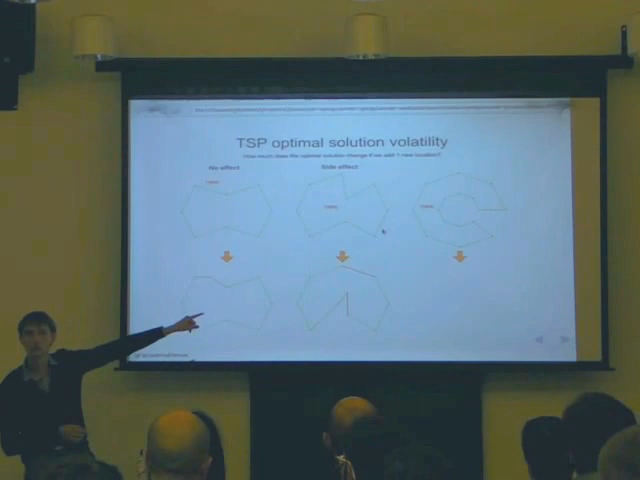 TSP optimal solution volatility
How much does the optimal solution change if we add 1 new location?
No effect
Side effect